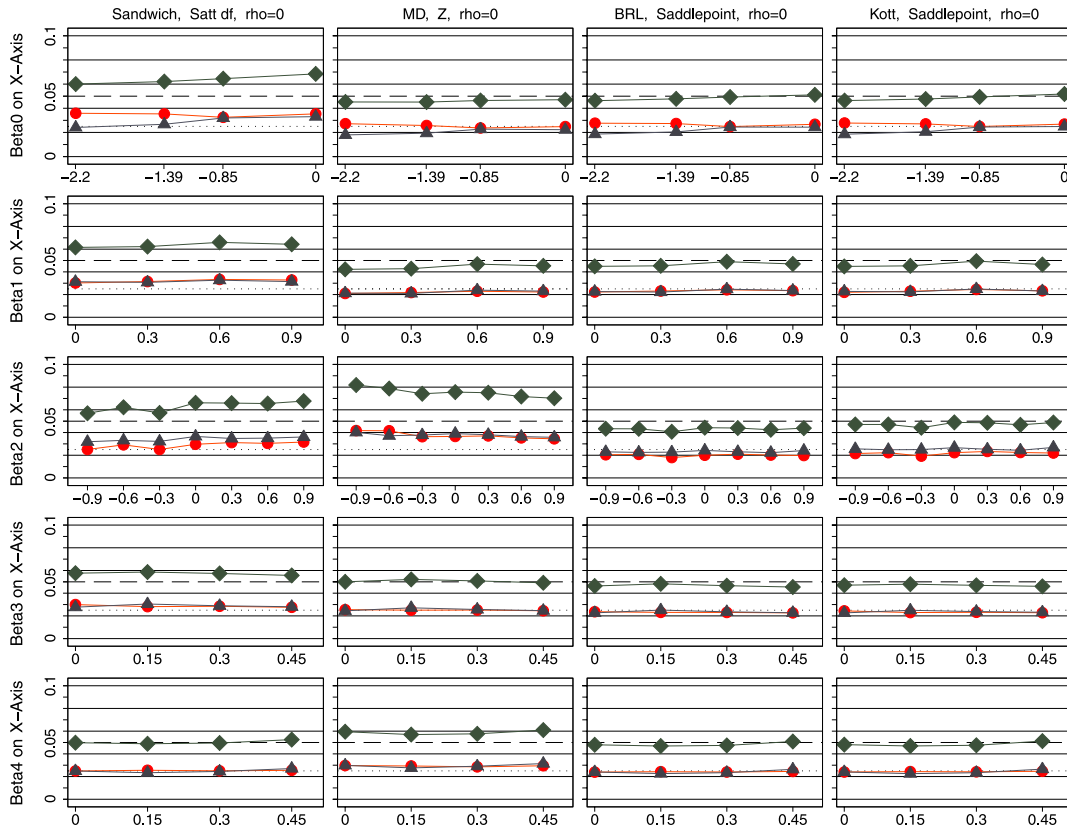 Sandwich, Satt df, rho=0
MD, Z, rho=0
BRL, Saddlepoint, rho=0
Kott, Saddlepoint, rho=0
Beta0 on X−Axis
0.1
0.05
0
−2.2 −1.39 −0.85 0
−2.2 −1.39 −0.85 0
−2.2 −1.39 −0.85 0
−2.2 −1.39 −0.85 0
Beta1 on X−Axis
0.1
0.05
0
0 0.3 0.6 0.9
0 0.3 0.6 0.9
0 0.3 0.6 0.9
0 0.3 0.6 0.9
Beta2 on X−Axis
0.1
0.05
0
−0.9 −0.6 −0.3 0 0.3 0.6 0.9
−0.9 −0.6 −0.3 0 0.3 0.6 0.9
−0.9 −0.6 −0.3 0 0.3 0.6 0.9
−0.9 −0.6 −0.3 0 0.3 0.6 0.9
Beta3 on X−Axis
0.1
0.05
0
0 0.15 0.3 0.45
0 0.15 0.3 0.45
0 0.15 0.3 0.45
0 0.15 0.3 0.45
Beta4 on X−Axis
0.1
0.05
0
0 0.15 0.3 0.45
0 0.15 0.3 0.45
0 0.15 0.3 0.45
0 0.15 0.3 0.45